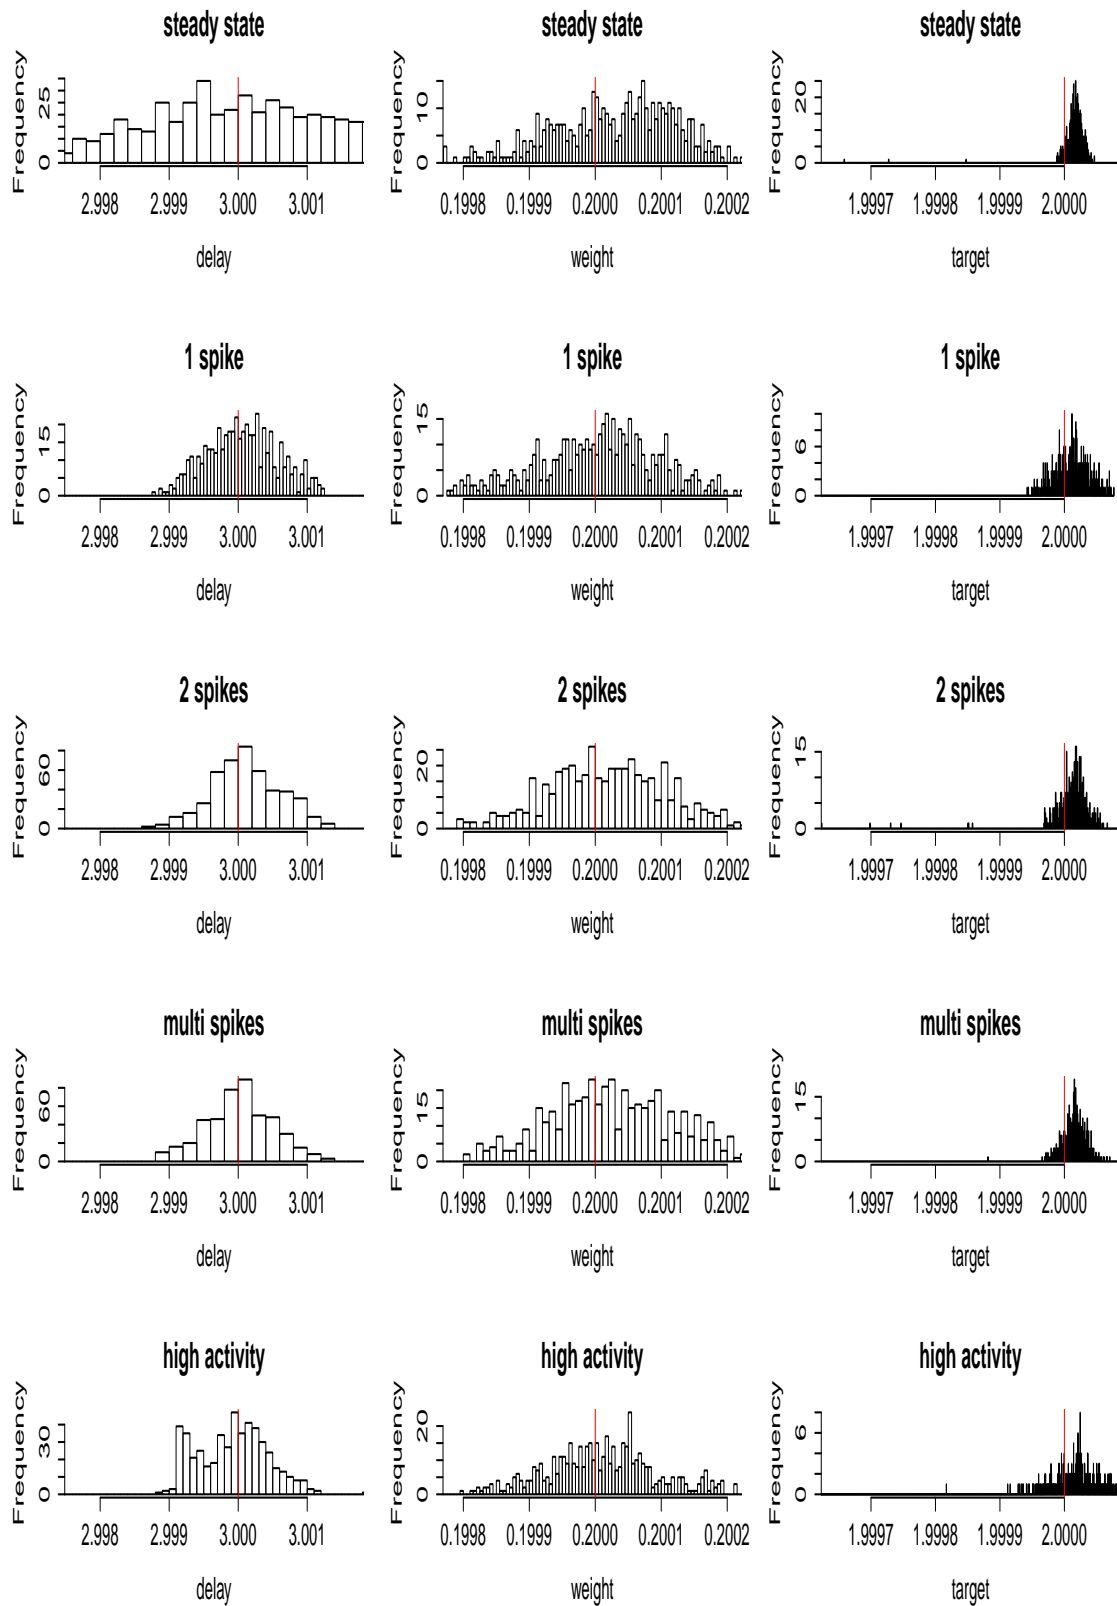 steady state steady state steady state
Frequency 0 25 Frequency 0 10 Frequency 0 20
2.998 2.999 3.000 3.001 0.1998 0.1999 0.2000 0.2001 0.2002 1.9997 1.9998 1.9999 2.0000
delay weight target
1 spike 1 spike 1 spike
Frequency 0 15 Frequency 0 15 Frequency 0 6
2.998 2.999 3.000 3.001 0.1998 0.1999 0.2000 0.2001 0.2002 1.9997 1.9998 1.9999 2.0000
delay weight target
2 spikes 2 spikes 2 spikes
Frequency 0 60 Frequency 0 20 Frequency 0 15
2.998 2.999 3.000 3.001 0.1998 0.1999 0.2000 0.2001 0.2002 1.9997 1.9998 1.9999 2.0000
delay weight target
multi spikes multi spikes multi spikes
Frequency 0 60 Frequency 0 15 Frequency 0 15
2.998 2.999 3.000 3.001 0.1998 0.1999 0.2000 0.2001 0.2002 1.9997 1.9998 1.9999 2.0000
delay weight target
high activity high activity high activity
Frequency 0 30 Frequency 0 20 Frequency 0 6
2.998 2.999 3.000 3.001 0.1998 0.1999 0.2000 0.2001 0.2002 1.9997 1.9998 1.9999 2.0000
delay weight target